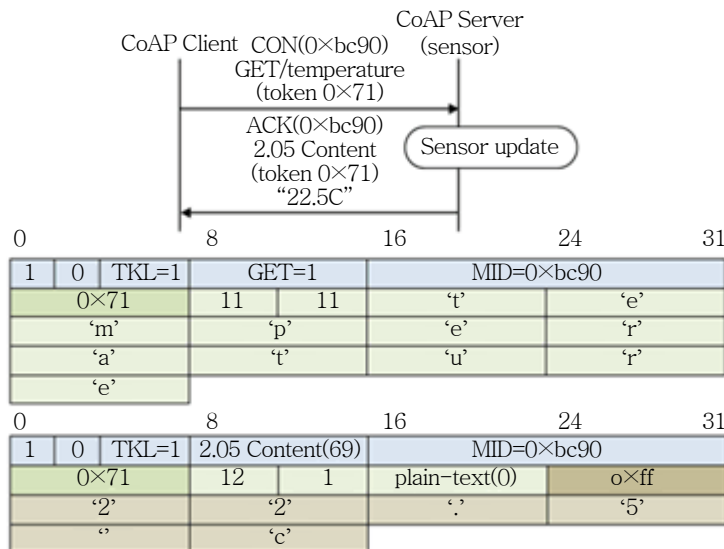 CoAP Server
CoAP Client CON(0×bc90) (sensor)
GET/temperature
(token 0×71)
ACK(0×bc90)
2.05 Content Sensor update
(token 0×71)
“22.5C”
0 8 16 24 31
1 0 TKL=1 GET=1 MID=0×bc90
0×71 11 11 ‘t’ ‘e’
‘m’ ‘p’ ‘e’ ‘r’
‘a’ ‘t’ ‘u’ ‘r’
‘e’
0 8 16 24 31
1 0 TKL=1 2.05 Content(69) MID=0×bc90
0×71 12 1 plain-text(0) o×ff
‘2’ ‘2’ ‘.’ ‘5’
‘’ ‘c’